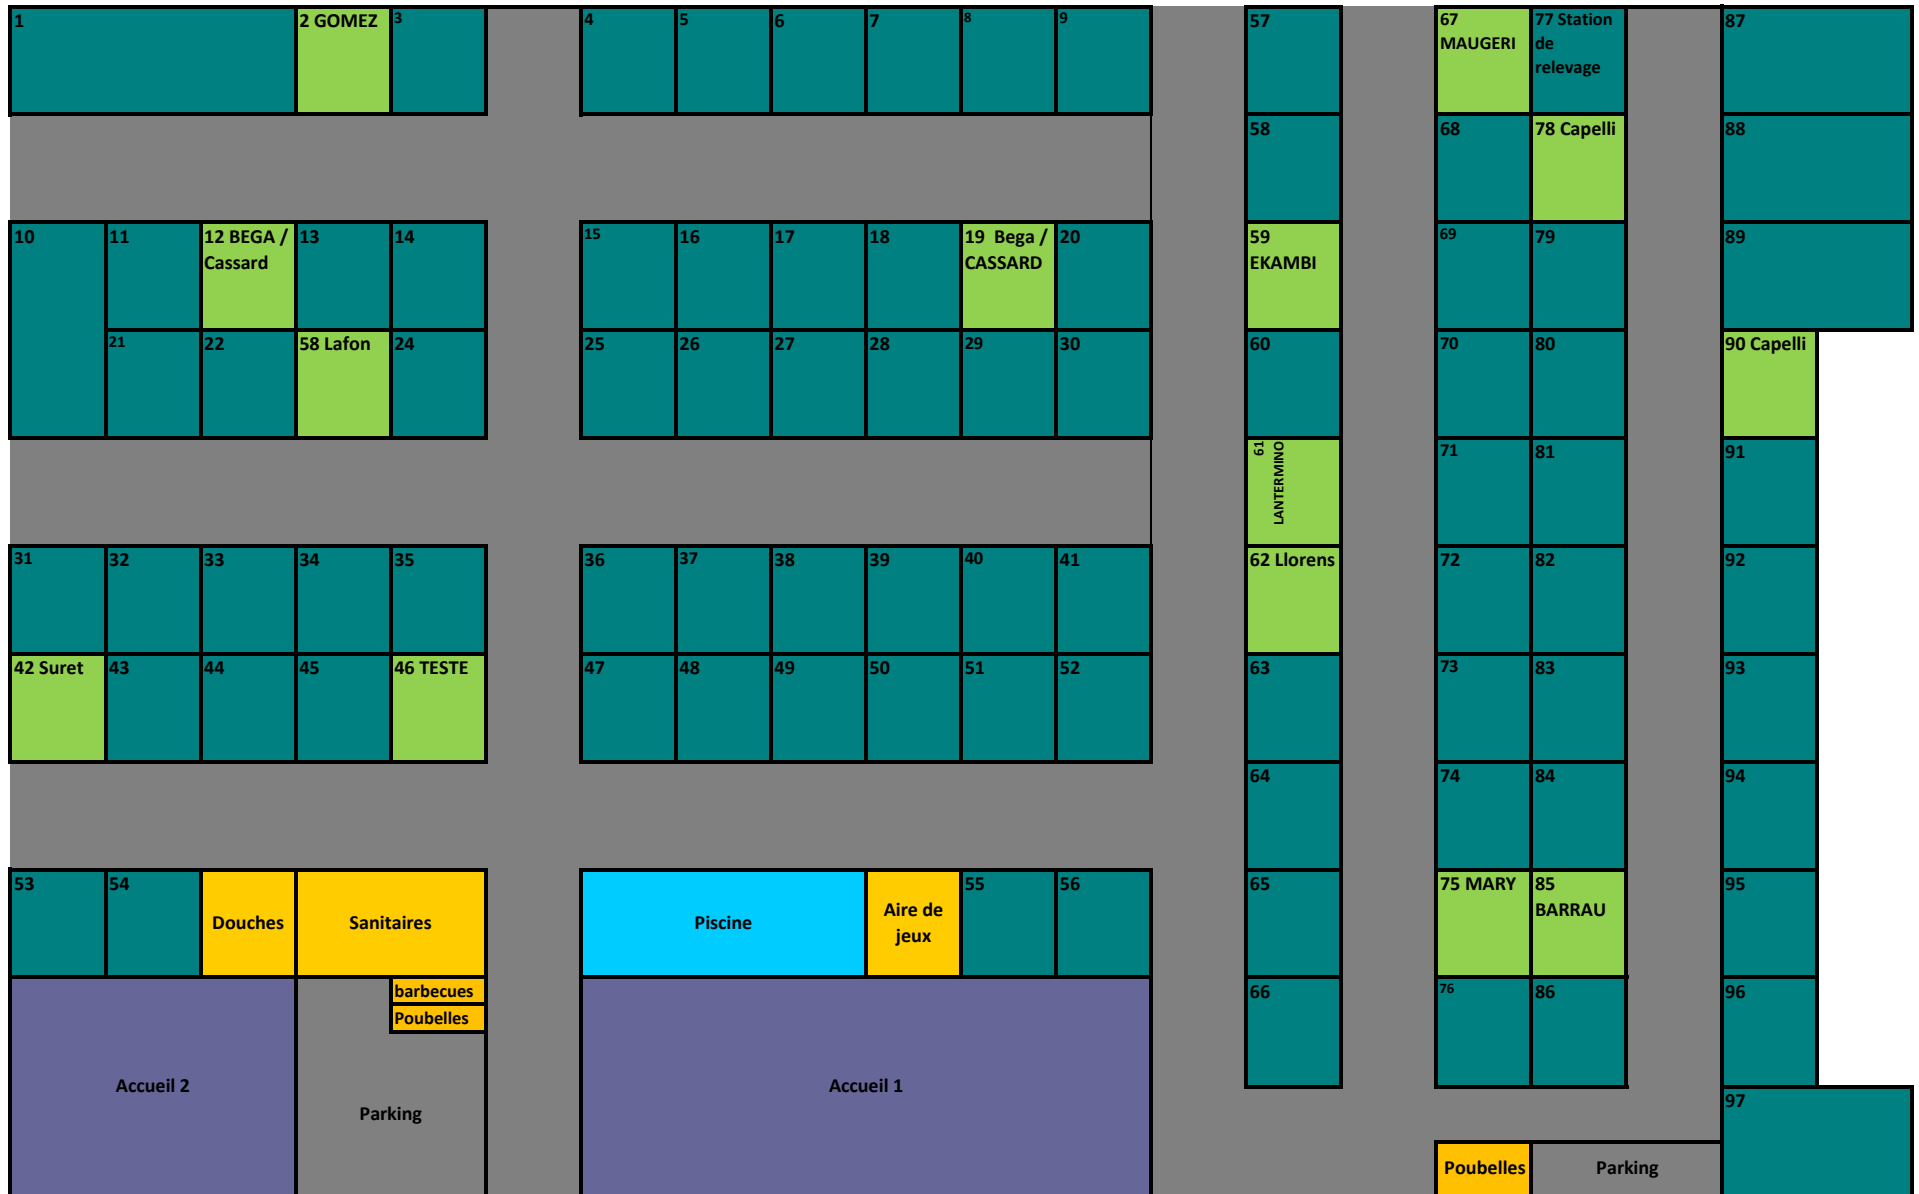 1
2 GOMEZ
3
4
5
6
7
8
9
57
67
MAUGERI
77 Station
de
relevage
87
58
68
78 Capelli
88
10
11
12 BEGA /
Cassard
13
14
15
16
17
18
19 Bega /
CASSARD
20
59
EKAMBI
69
79
89
21
22
58 Lafon
24
25
26
27
28
29
30
60
70
80
90 Capelli
61
LANTERMINO
71
81
91
31
32
33
34
35
36
37
38
39
40
41
62 Llorens
72
82
92
42 Suret
43
44
45
46 TESTE
47
48
49
50
51
52
63
73
83
93
64
74
84
94
53
54
Douches
Sanitaires
Piscine
Aire de
jeux
55
56
65
75 MARY
85
BARRAU
95
barbecues
Poubelles
66
76
86
96
Accueil 2
Parking
Accueil 1
97
Poubelles
Parking